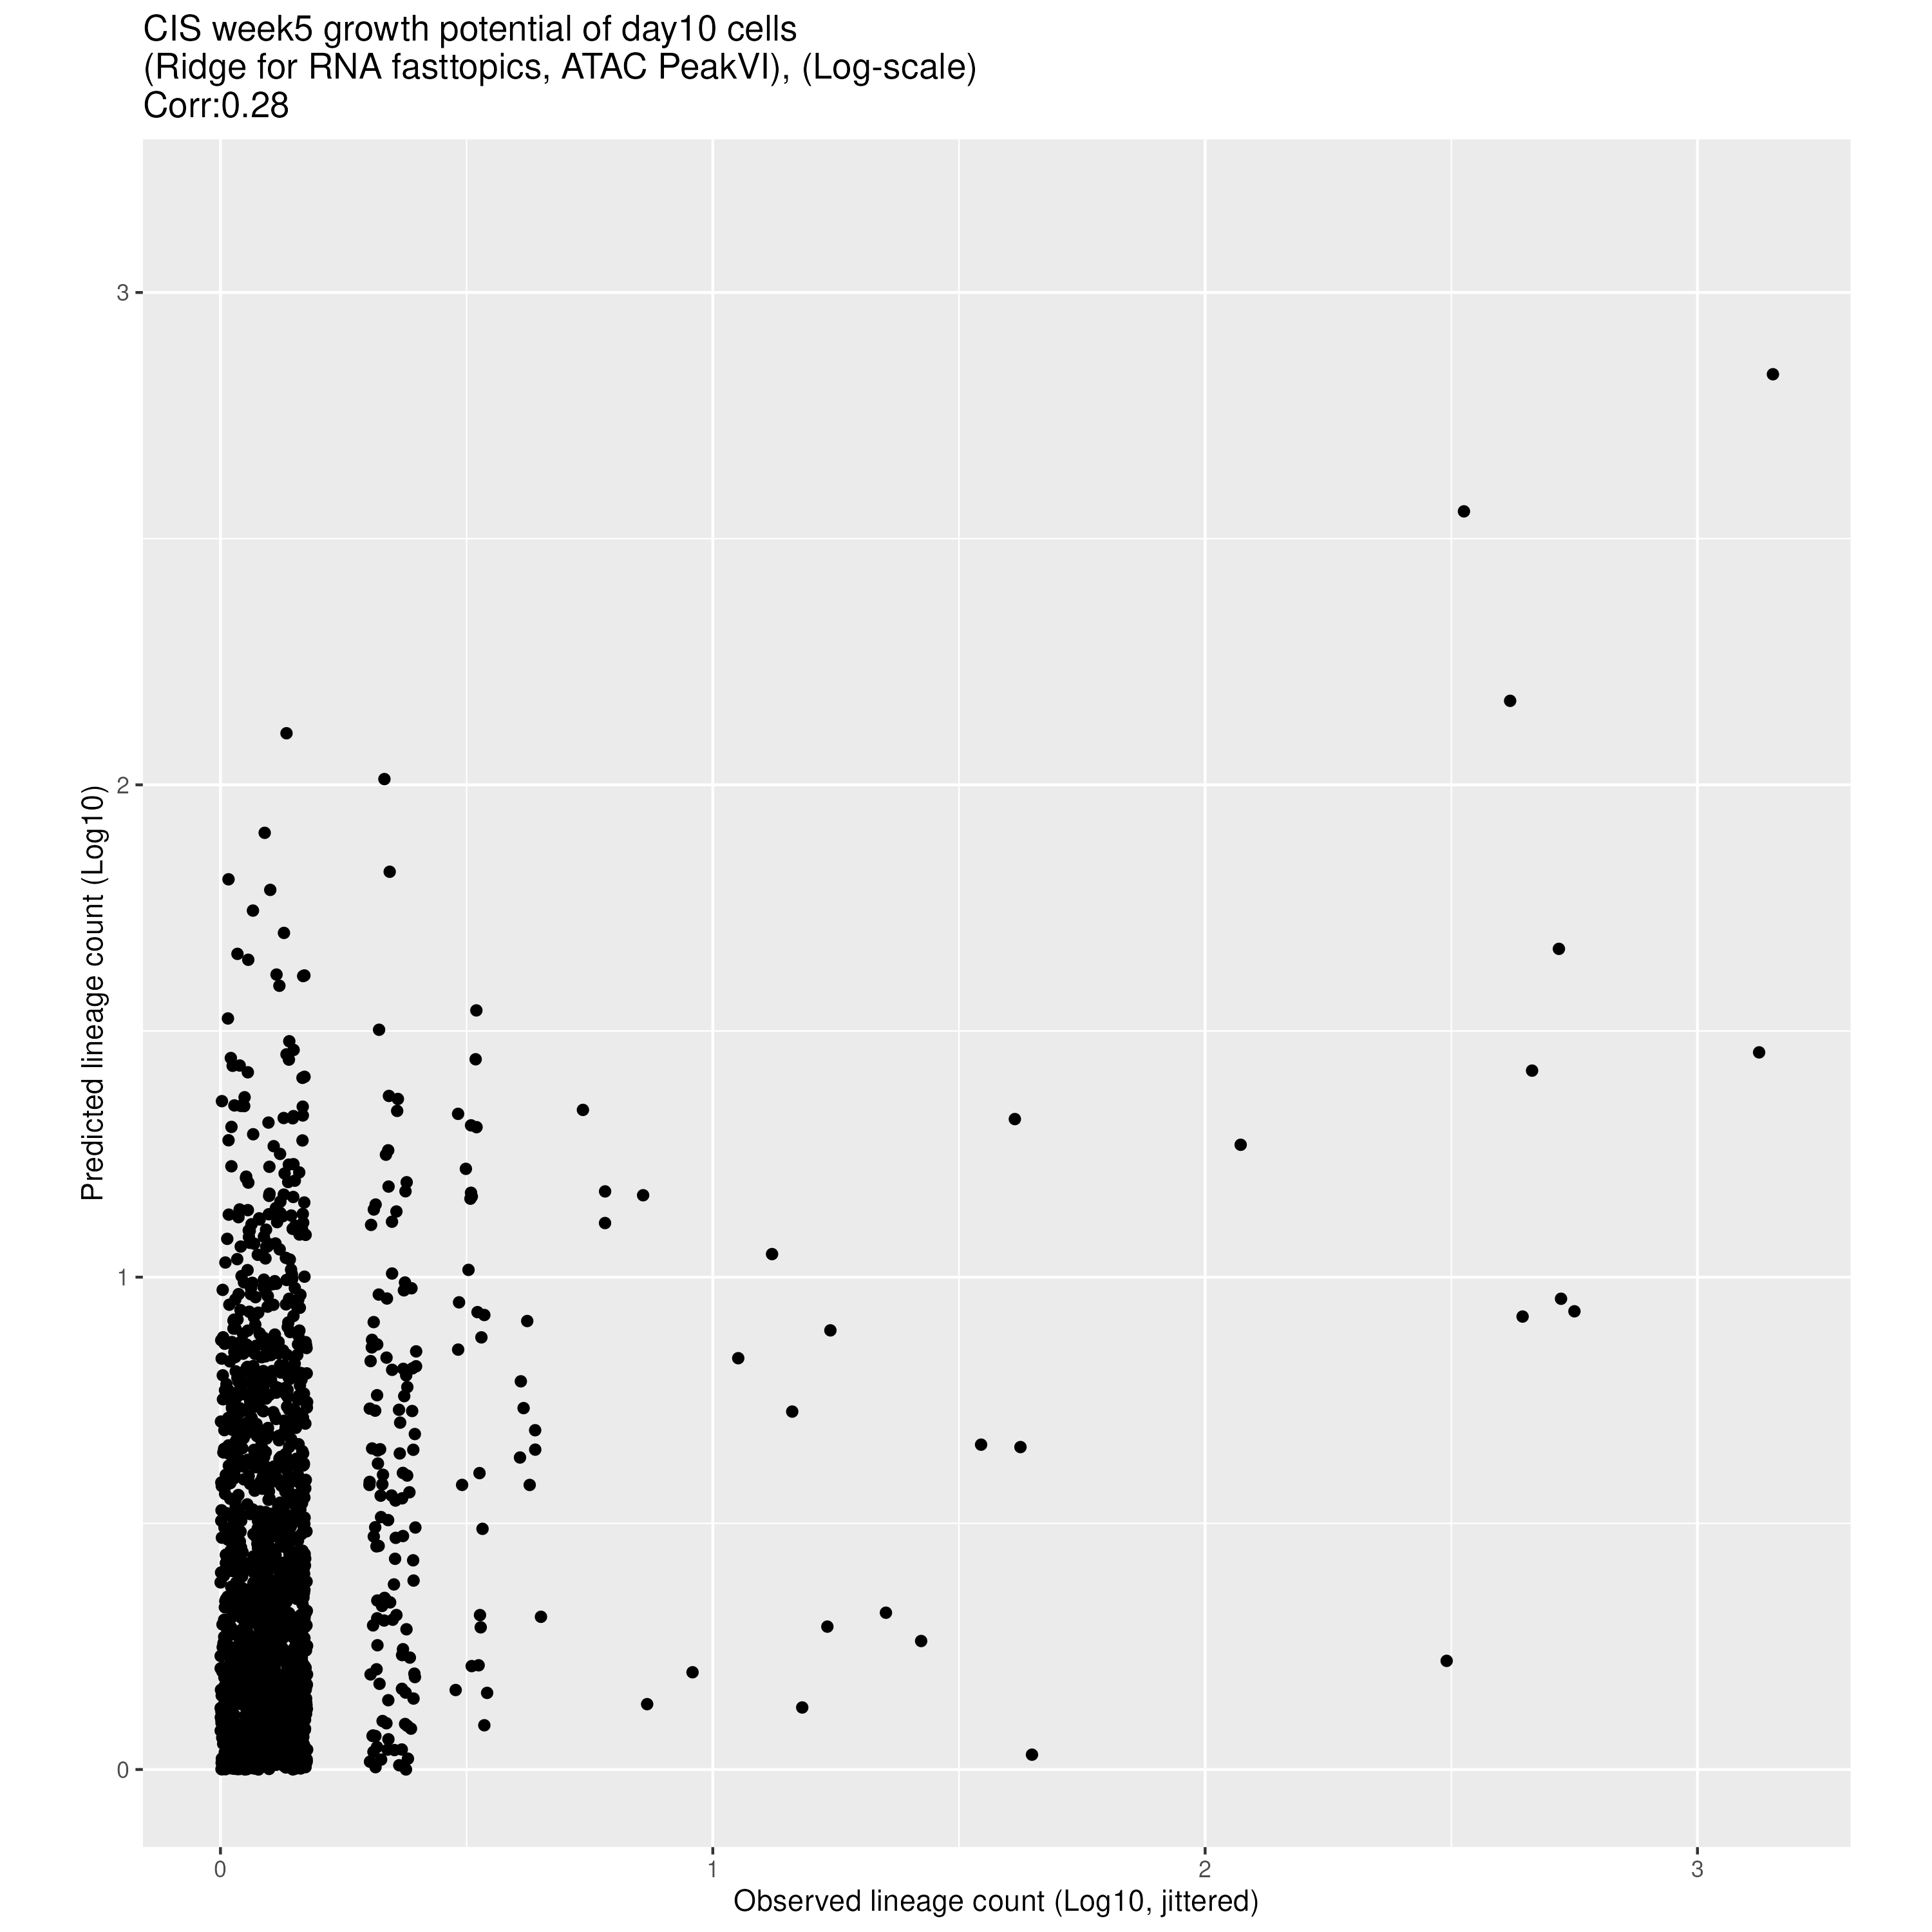 CIS week5 growth potential of day10 cells
(Ridge for RNA fasttopics, ATAC PeakVI), (Log-scale)
Corr:0.28
Predicted lineage count (Log10)
3
2
1
0
0
1
2
3
Observed lineage count (Log10, jittered)